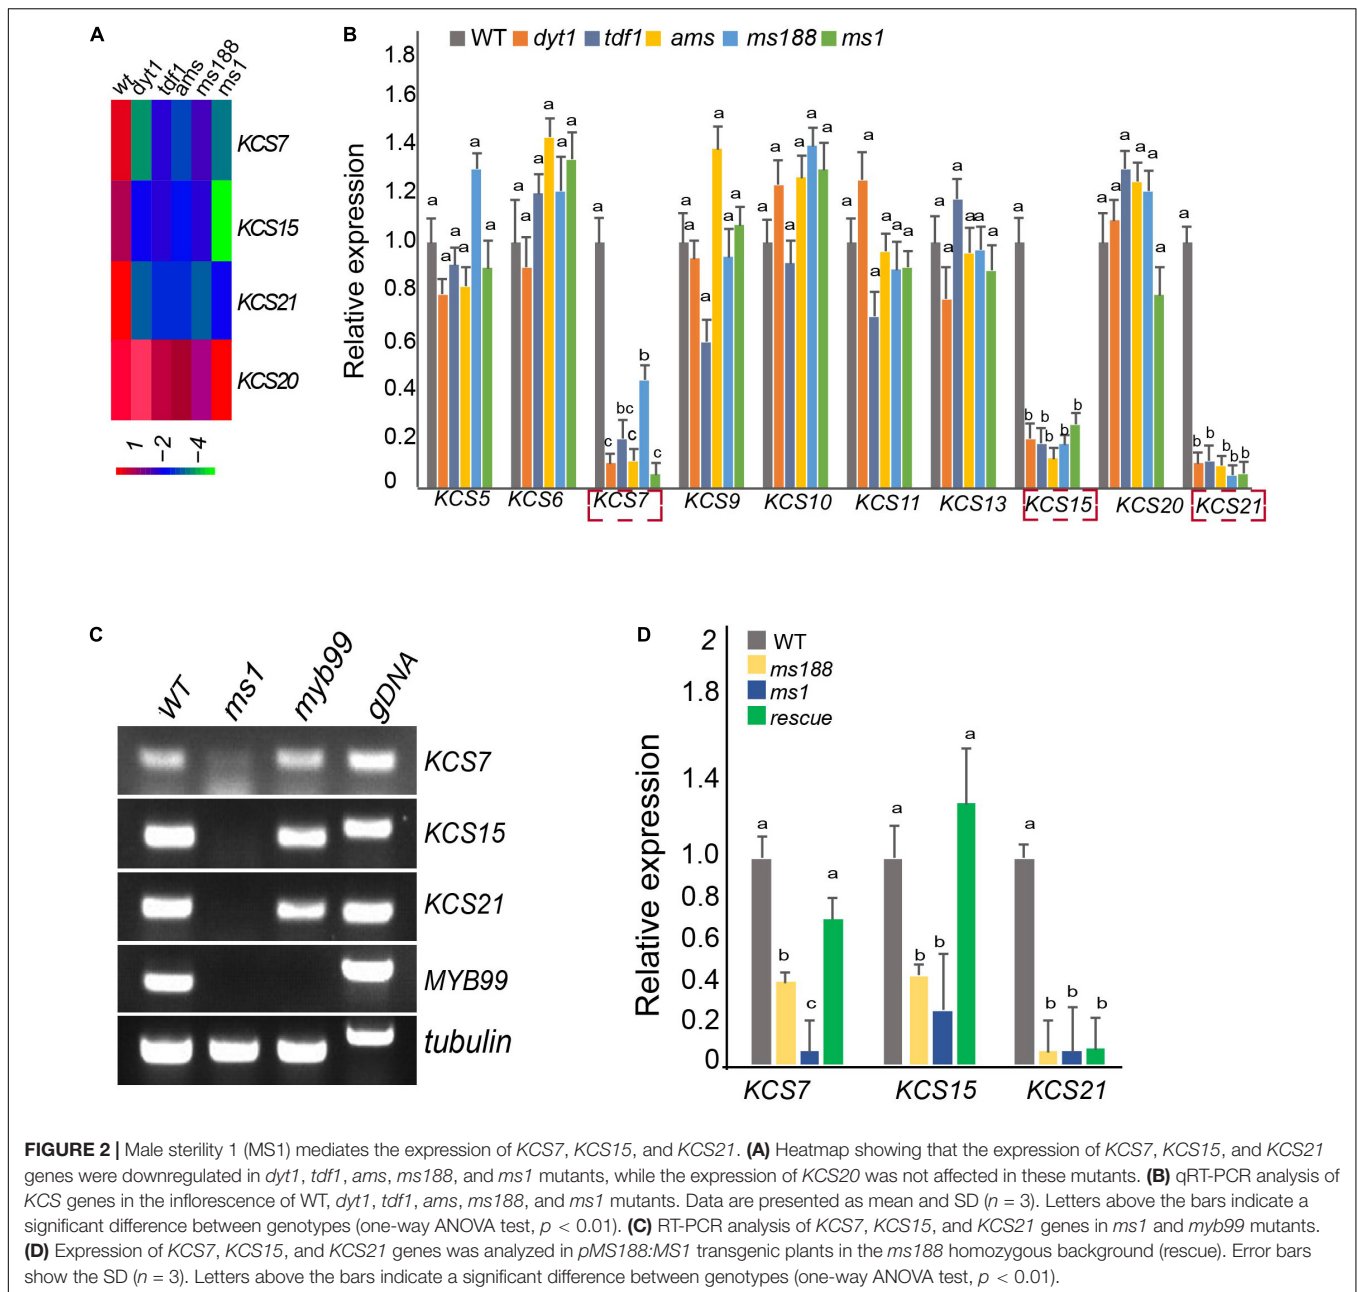 A
wt
dyt1
tdf1
ams
ms188
ms1
KCS7
KCS15
KCS21
KCS20
1
−2
−4
B
WT dyt1 tdf1 ams ms188 ms1
Relative expression
1.8
1.6
1.4
1.2
1.0
0.8
0.6
0.4
0.2
0
a a a a a a
a a a a a a
a c bc c b c
a a a a a a
a a a a a a
a a a a a a
a a a a a a
a b b b b b
a a a a a a
a b b b b b
KCS5 KCS6 KCS7 KCS9 KCS10 KCS11 KCS13 KCS15 KCS20 KCS21
C
WT ms1 myb99 gDNA
KCS7
KCS15
KCS21
MYB99
tubulin
D
WT
ms188
ms1
rescue
Relative expression
2
1.8
1.4
1.0
0.8
0.6
0.4
0.2
0
a b c a
a b b a
a b b b
KCS7 KCS15 KCS21
FIGURE 2 | Male sterility 1 (MS1) mediates the expression of KCS7, KCS15, and KCS21. (A) Heatmap showing that the expression of KCS7, KCS15, and KCS21
genes were downregulated in dyt1, tdf1, ams, ms188, and ms1 mutants, while the expression of KCS20 was not affected in these mutants. (B) qRT-PCR analysis of
KCS genes in the inflorescence of WT, dyt1, tdf1, ams, ms188, and ms1 mutants. Data are presented as mean and SD (n = 3). Letters above the bars indicate a
significant difference between genotypes (one-way ANOVA test, p < 0.01). (C) RT-PCR analysis of KCS7, KCS15, and KCS21 genes in ms1 and myb99 mutants.
(D) Expression of KCS7, KCS15, and KCS21 genes was analyzed in pMS188:MS1 transgenic plants in the ms188 homozygous background (rescue). Error bars
show the SD (n = 3). Letters above the bars indicate a significant difference between genotypes (one-way ANOVA test, p < 0.01).